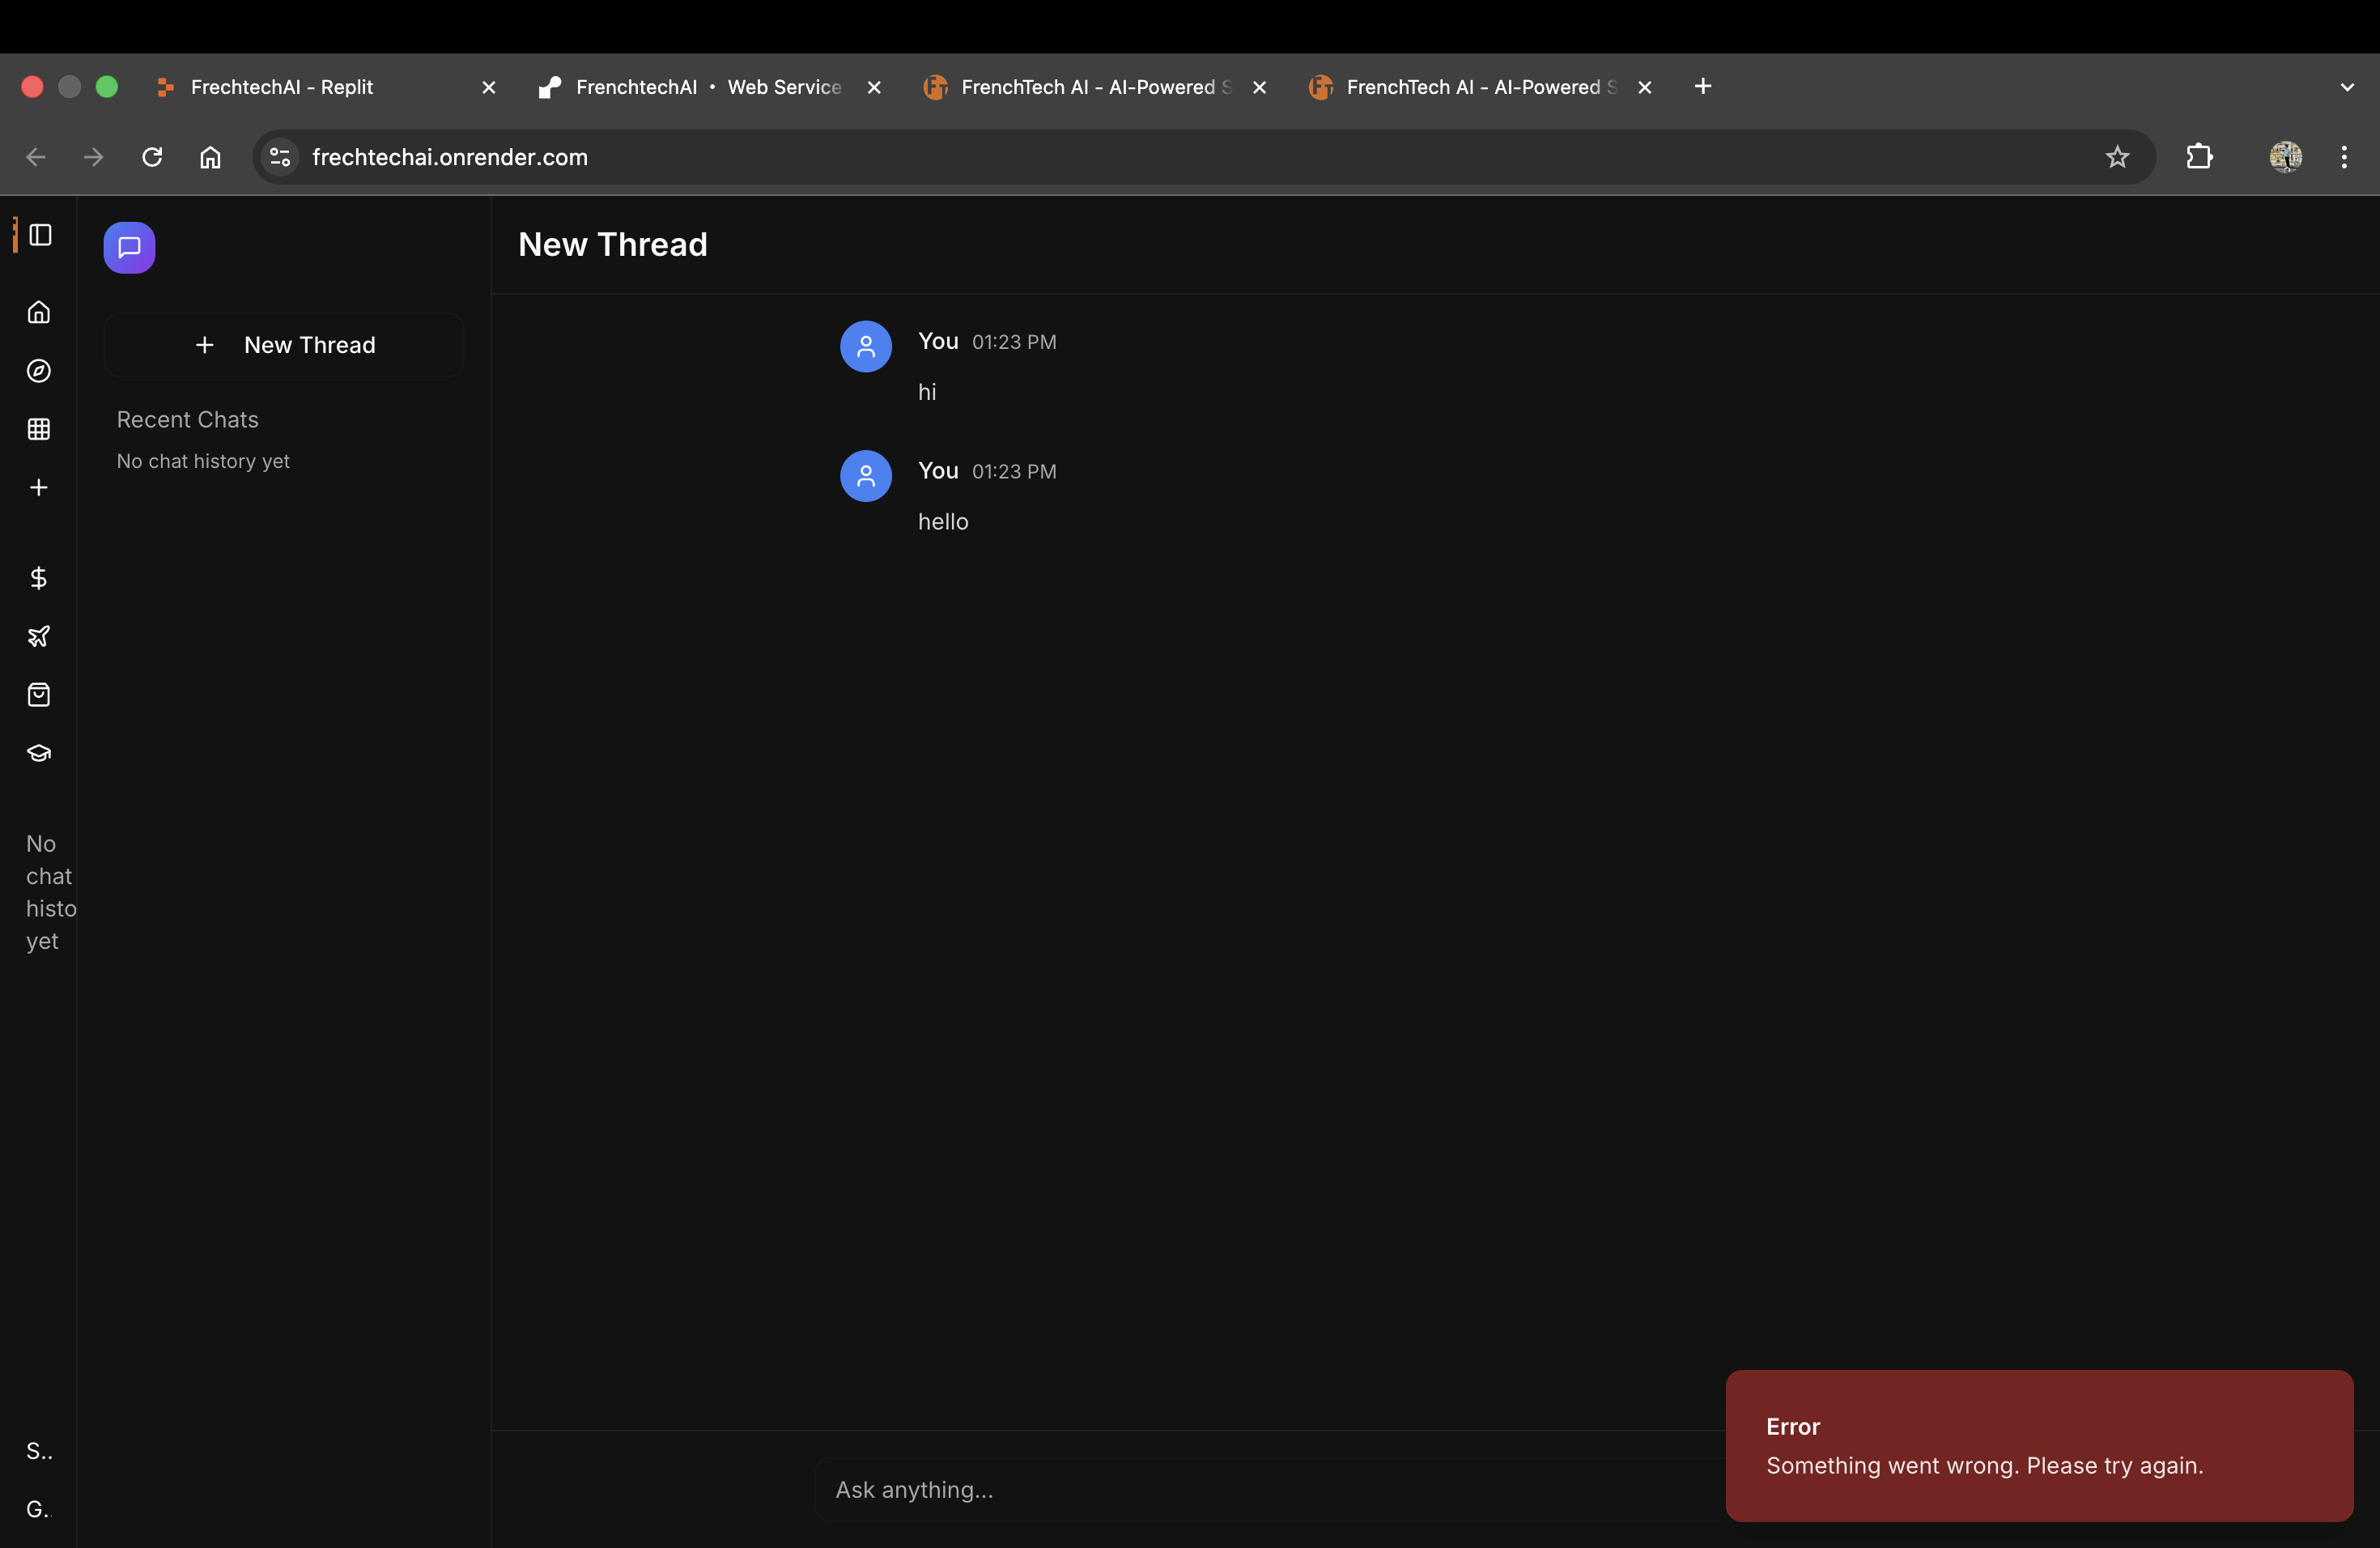 FrechtechAI - Replit
FrenchtechAI • Web Service
FrenchTech AI - AI-Powered S
FrenchTech AI - AI-Powered S
frechtechai.onrender.com
New Thread
New Thread
Recent Chats
No chat history yet
You 01:23 PM
hi
You 01:23 PM
hello
No
chat
histo
yet
S..
G.
Ask anything...
Error
Something went wrong. Please try again.